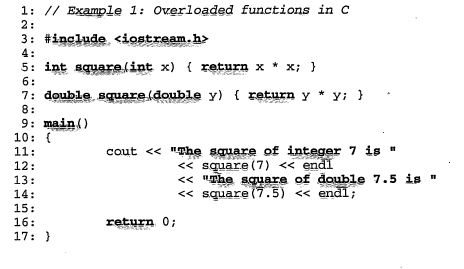 1: // Example 1: Overloaded functions in C
2:
3: #include <iostream.h>
4:
5: int square(int x) { return x * x; }
6:
7: double square(double y) { return y * y; }
8:
9: main()
10: {
11: cout << "The square of integer 7 is "
12: << square(7) << endl
13: << "The square of double 7.5 is "
14: << square(7.5) << endl;
15:
16: return 0;
17: }